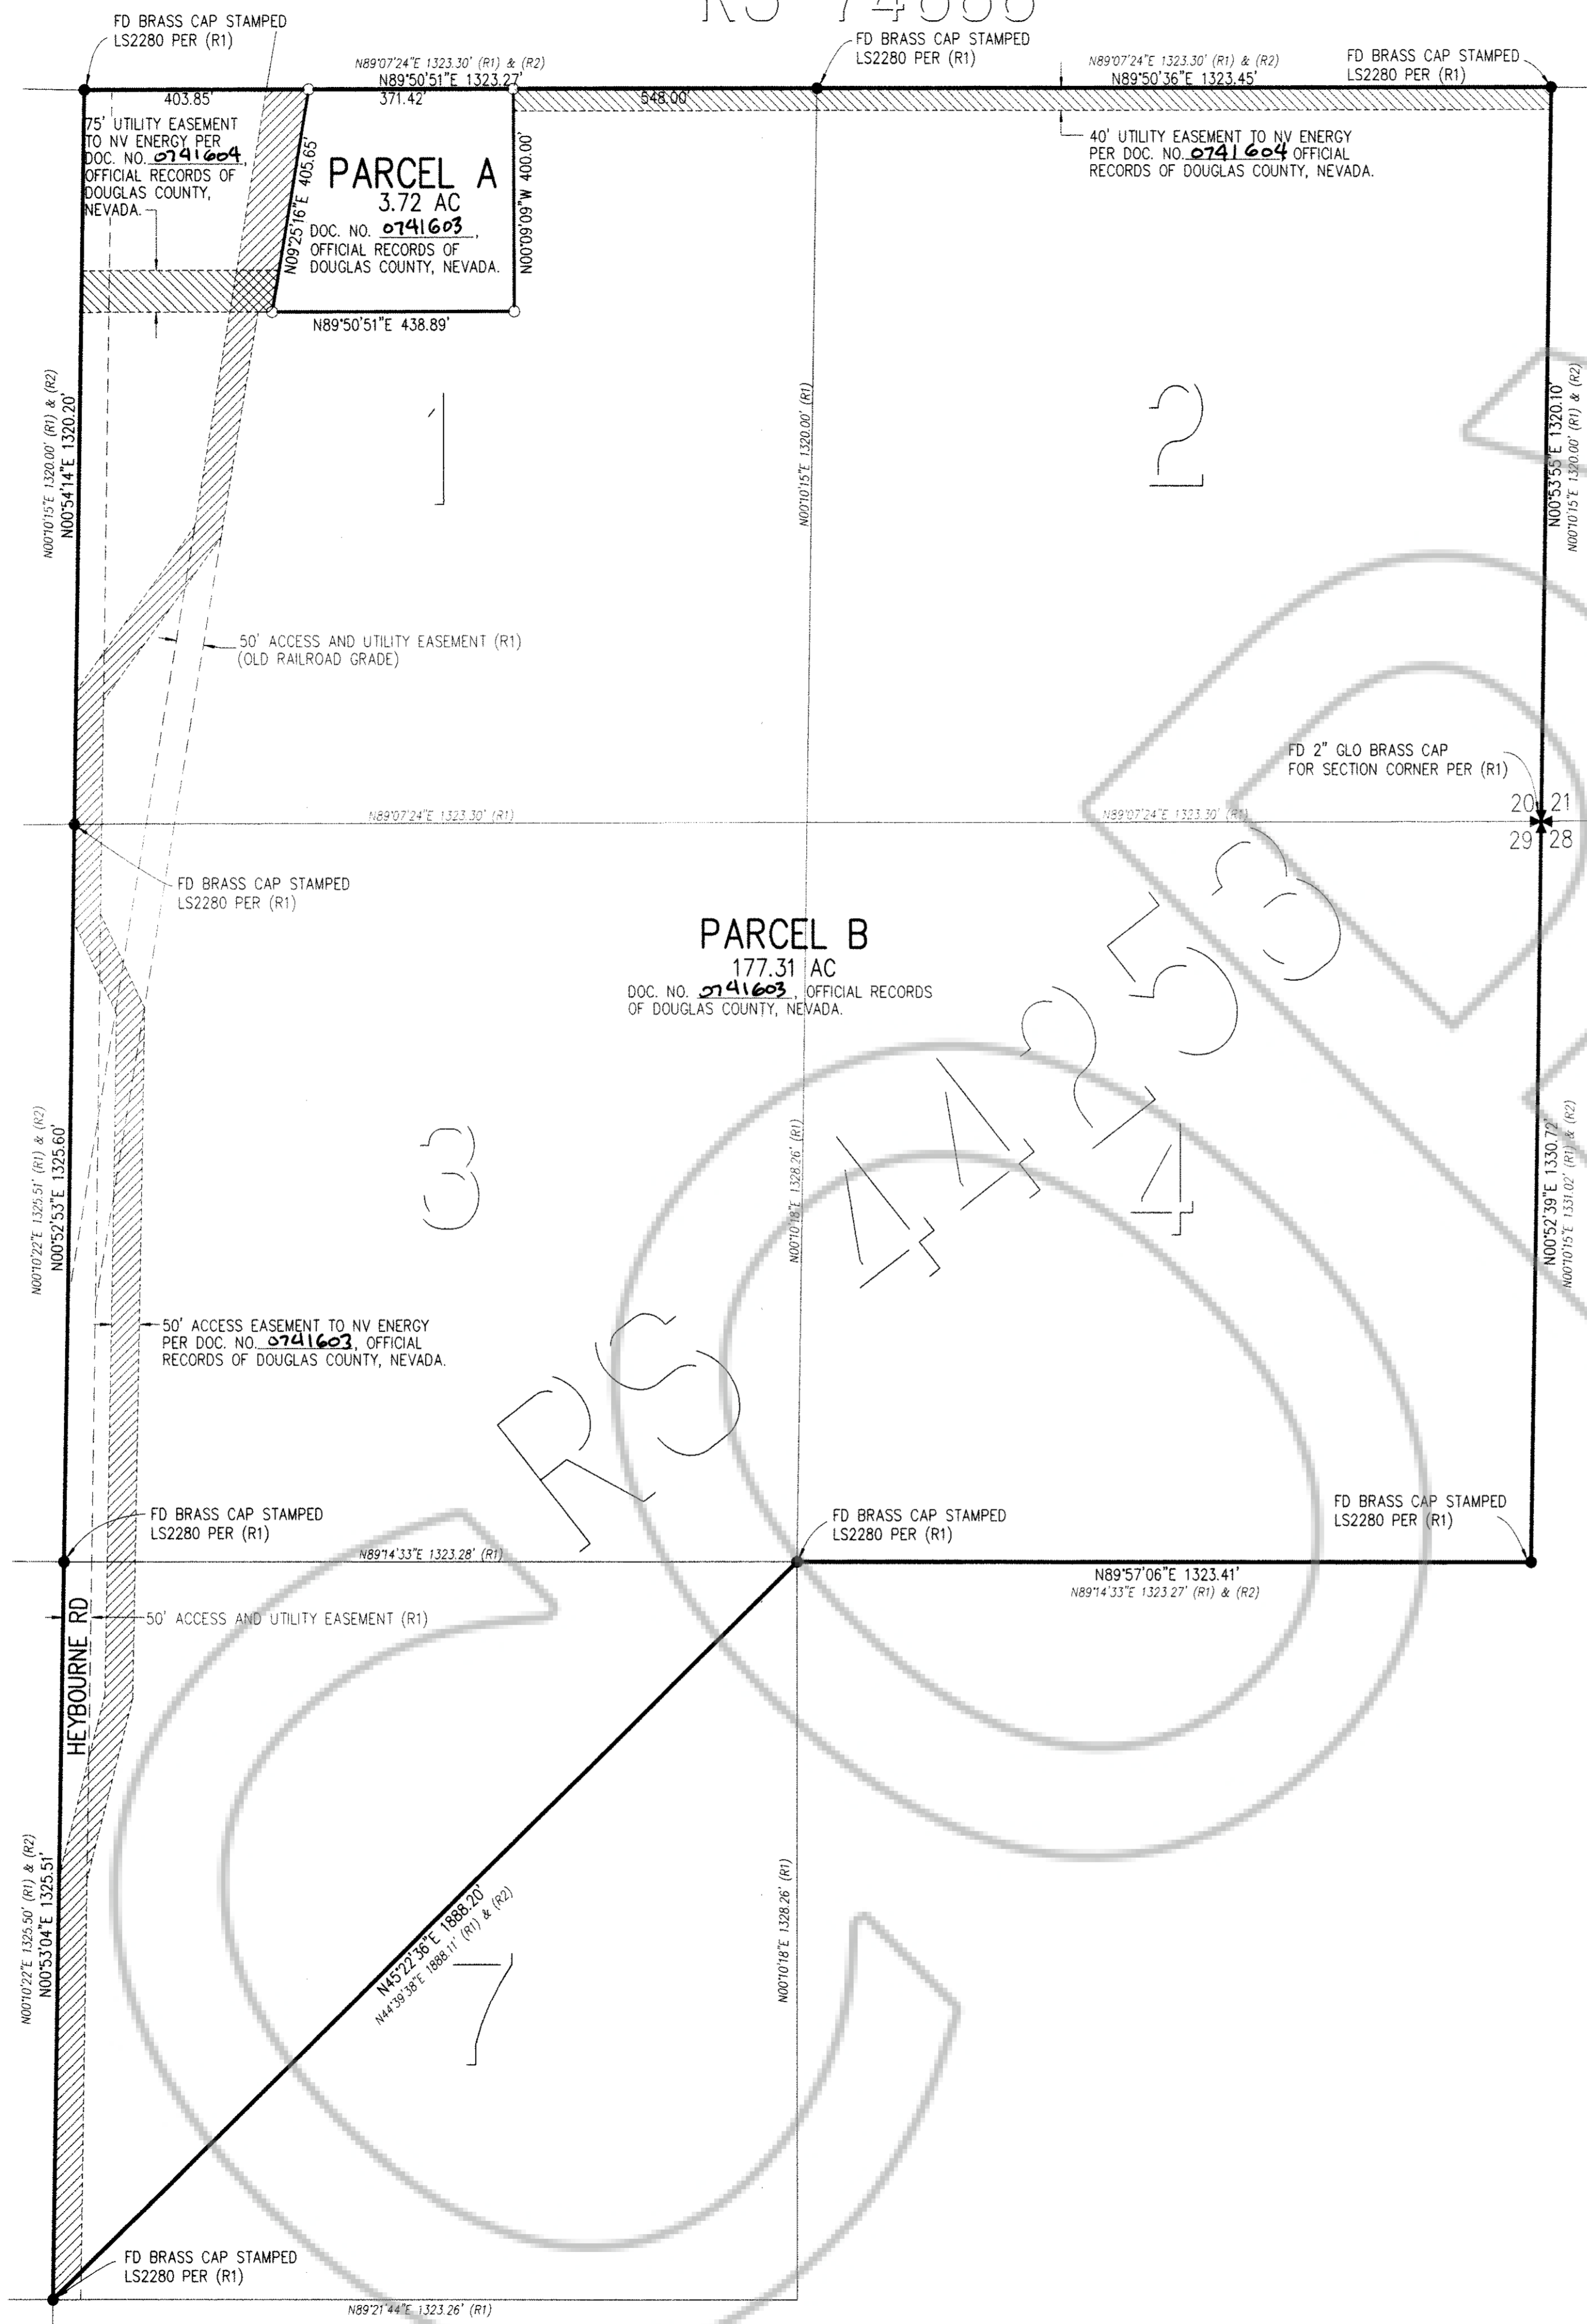 FD BRASS CAP STAMPED
LS2280 PER (R1)
FD BRASS CAP STAMPED
LS2280 PER (R1)
FD BRASS CAP STAMPED
LS2280 PER (R1)
N89°07'24"E 1323.30' (R1) & (R2)
N89°50'51"E 1323.27'
N89°07'24"E 1323.30' (R1) & (R2)
N89°50'36"E 1323.45'
403.85'
371.42'
548.00'
75' UTILITY EASEMENT
TO NV ENERGY PER
DOC. NO. 0741604,
OFFICIAL RECORDS OF
DOUGLAS COUNTY,
NEVADA.
N09°25'16"E 405.65'
PARCEL A
3.72 AC
DOC. NO. 0741603,
OFFICIAL RECORDS OF
DOUGLAS COUNTY, NEVADA.
N00°09'09"W 400.00'
40' UTILITY EASEMENT TO NV ENERGY
PER DOC. NO. 0741604 OFFICIAL
RECORDS OF DOUGLAS COUNTY, NEVADA.
N89°50'51"E 438.89'
N00°10'15"E 1320.00' (R1) & (R2)
N00°54'14"E 1320.20'
1
N00°10'15"E 1320.00' (R1)
2
N00°53'55"E 1320.10'
N00°10'15"E 1320.00' (R1) & (R2)
50' ACCESS AND UTILITY EASEMENT (R1)
(OLD RAILROAD GRADE)
FD 2" GLO BRASS CAP
FOR SECTION CORNER PER (R1)
20 21
29 28
N89°07'24"E 1323.30' (R1)
N89°07'24"E 1323.30' (R1)
FD BRASS CAP STAMPED
LS2280 PER (R1)
PARCEL B
177.31 AC
DOC. NO. 0741603, OFFICIAL RECORDS
OF DOUGLAS COUNTY, NEVADA.
RS 44253
N00°10'22"E 1325.51' (R1) & (R2)
N00°52'53"E 1325.60'
3
N00°10'18"E 1328.26' (R1)
4
N00°52'39"E 1330.72'
N00°10'15"E 1331.02' (R1) & (R2)
50' ACCESS EASEMENT TO NV ENERGY
PER DOC. NO. 0741603, OFFICIAL
RECORDS OF DOUGLAS COUNTY, NEVADA.
FD BRASS CAP STAMPED
LS2280 PER (R1)
FD BRASS CAP STAMPED
LS2280 PER (R1)
FD BRASS CAP STAMPED
LS2280 PER (R1)
N89°14'33"E 1323.28' (R1)
N89°57'06"E 1323.41'
N89°14'33"E 1323.27' (R1) & (R2)
HEYBOURNE RD
50' ACCESS AND UTILITY EASEMENT (R1)
N00°10'22"E 1325.50' (R1) & (R2)
N00°53'04"E 1325.51'
N45°22'36"E 1888.20'
N44°39'38"E 1888.11' (R1) & (R2)
7
N00°10'18"E 1328.26' (R1)
FD BRASS CAP STAMPED
LS2280 PER (R1)
N89°21'44"E 1323.26' (R1)